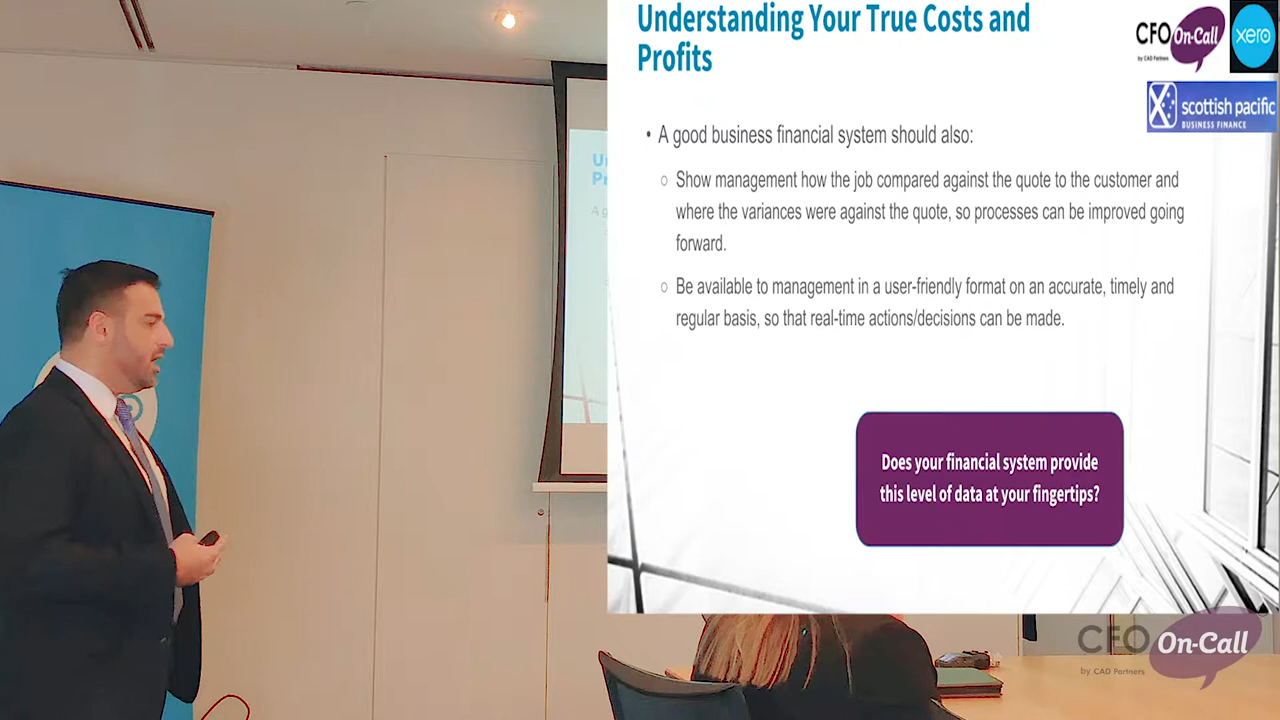 Understanding Your True Costs and
Profits
CFO On-Call
by CAD Partners
xero
scottish pacific
BUSINESS FINANCE
• A good business financial system should also:
○ Show management how the job compared against the quote to the customer and
where the variances were against the quote, so processes can be improved going
forward.
○ Be available to management in a user-friendly format on an accurate, timely and
regular basis, so that real-time actions/decisions can be made.
Does your financial system provide
this level of data at your fingertips?
CFO On-Call
by CAD Partners